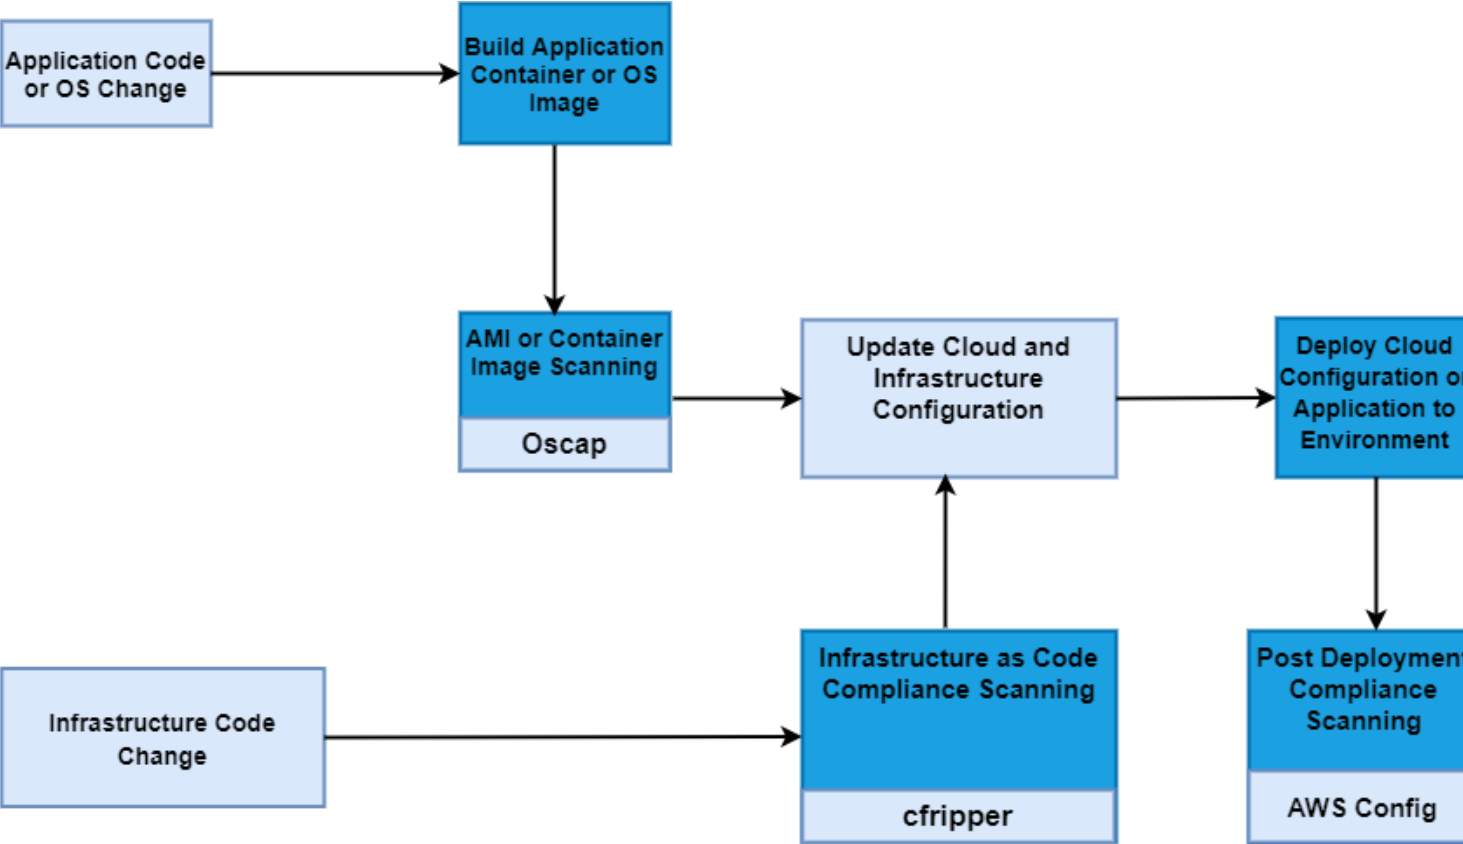 Application Code
or OS Change
Build Application
Container or OS
Image
AMI or Container
Image Scanning
Oscap
Update Cloud and
Infrastructure
Configuration
Deploy Cloud
Configuration or
Application to
Environment
Infrastructure Code
Change
Infrastructure as Code
Compliance Scanning
cfripper
Post Deployment
Compliance
Scanning
AWS Config